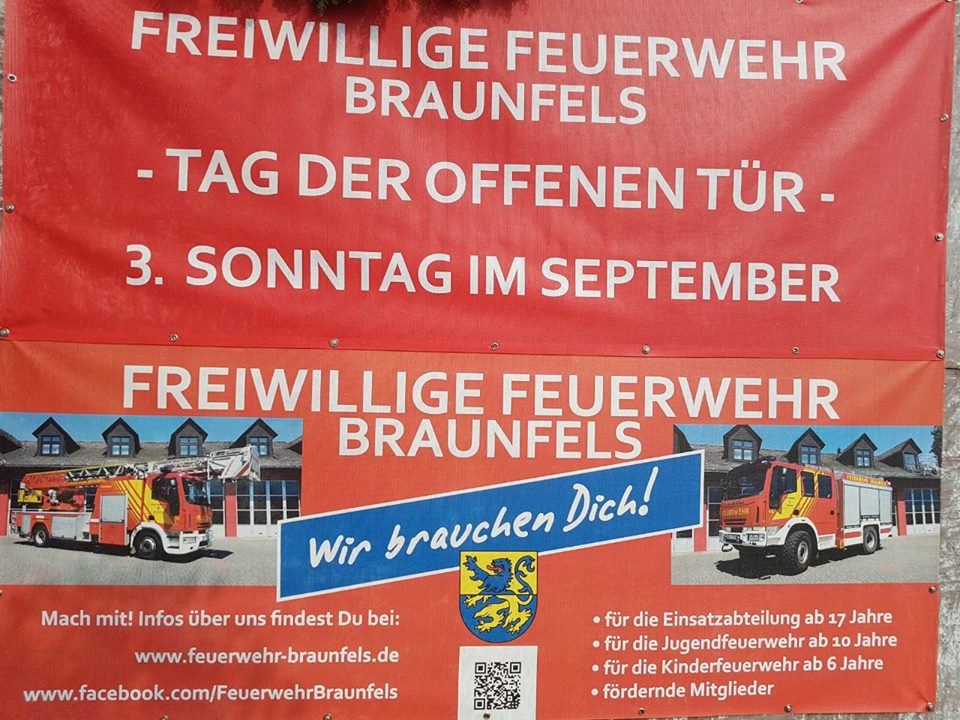 FREIWILLIGE FEUERWEHR
BRAUNFELS
- TAG DER OFFENEN TÜR -
3. SONNTAG IM SEPTEMBER
FREIWILLIGE FEUERWEHR
BRAUNFELS
Wir brauchen Dich!
Mach mit! Infos über uns findest Du bei:
www.feuerwehr-braunfels.de
www.facebook.com/FeuerwehrBraunfels
• für die Einsatzabteilung ab 17 Jahre
• für die Jugendfeuerwehr ab 10 Jahre
• für die Kinderfeuerwehr ab 6 Jahre
• fördernde Mitglieder